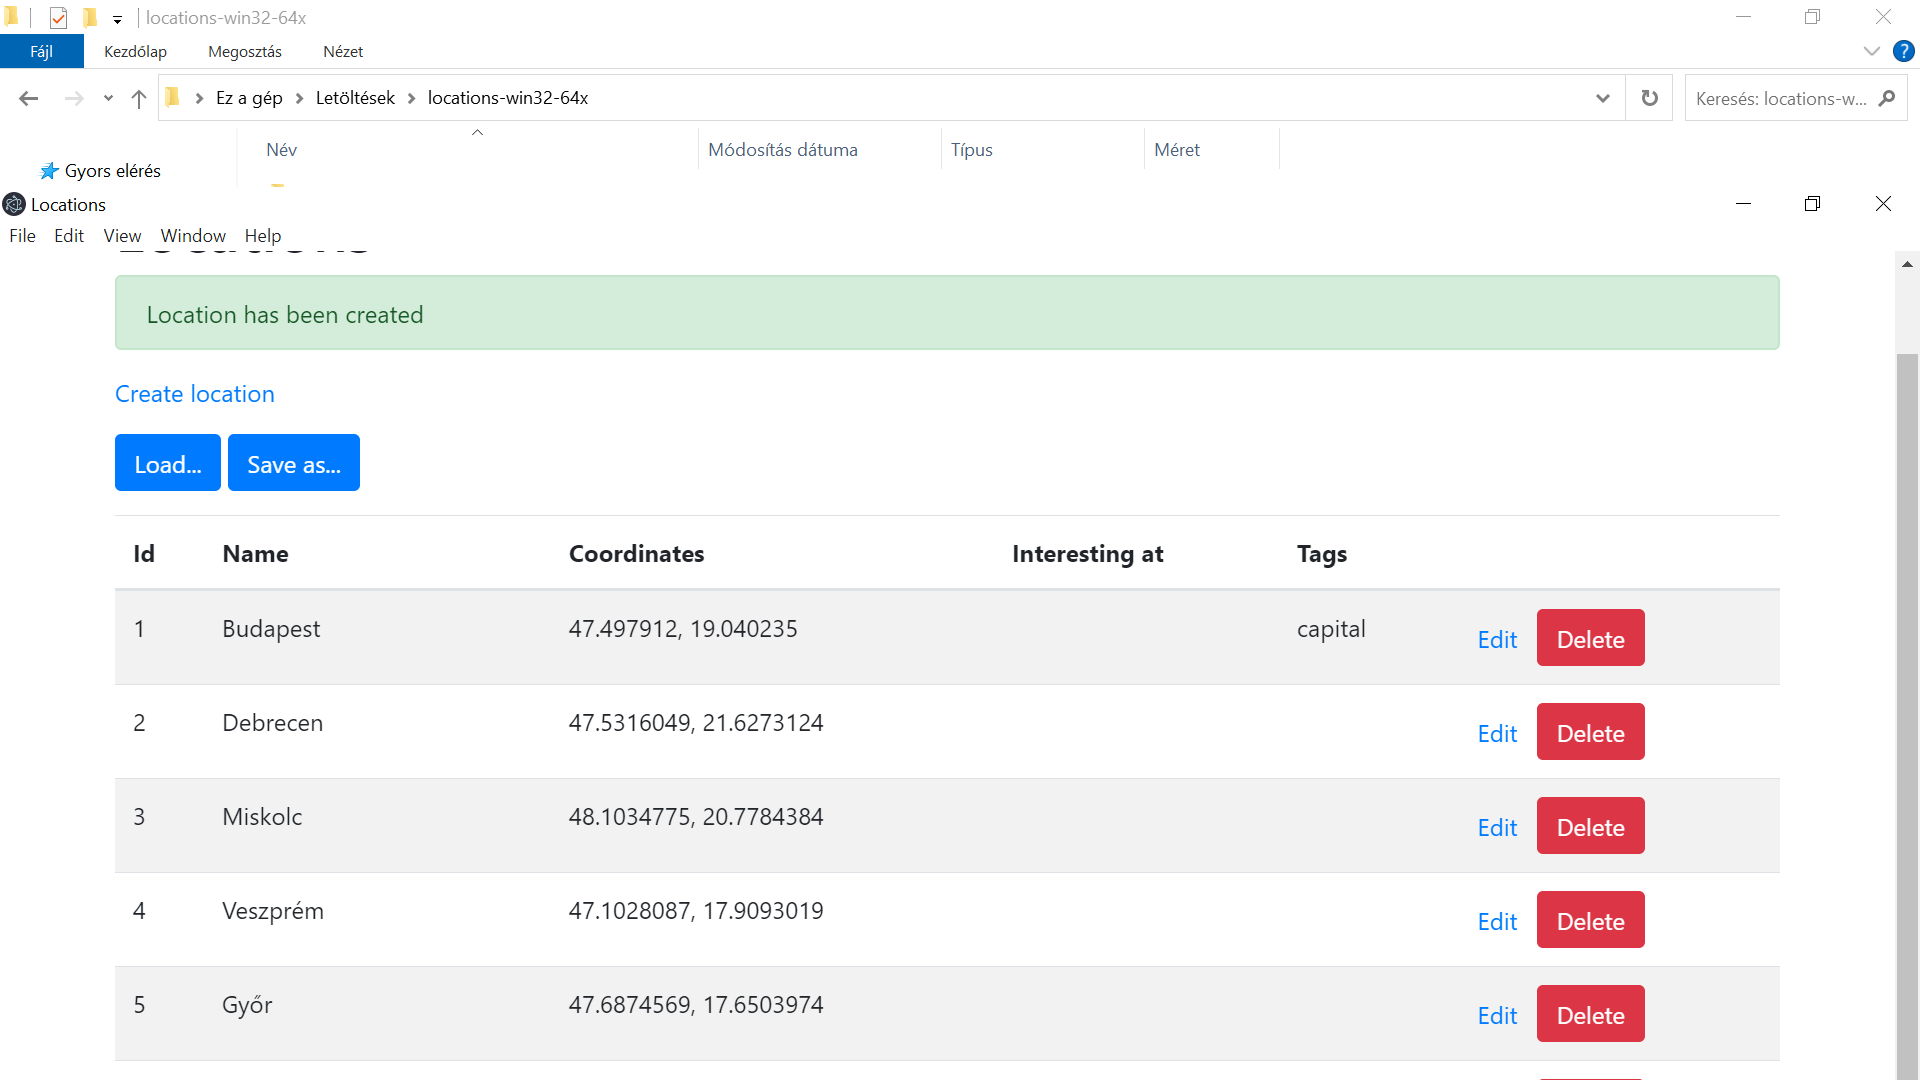 locations-win32-64x
Fájl Kezdőlap Megosztás Nézet
Ez a gép Letöltések locations-win32-64x Keresés: locations-w...
Név Módosítás dátuma Típus Méret
Gyors elérés
Locations
File Edit View Window Help
Locations
Location has been created
Create location
Load... Save as...
Id Name Coordinates Interesting at Tags
1 Budapest 47.497912, 19.040235 capital Edit Delete
2 Debrecen 47.5316049, 21.6273124 Edit Delete
3 Miskolc 48.1034775, 20.7784384 Edit Delete
4 Veszprém 47.1028087, 17.9093019 Edit Delete
5 Győr 47.6874569, 17.6503974 Edit Delete